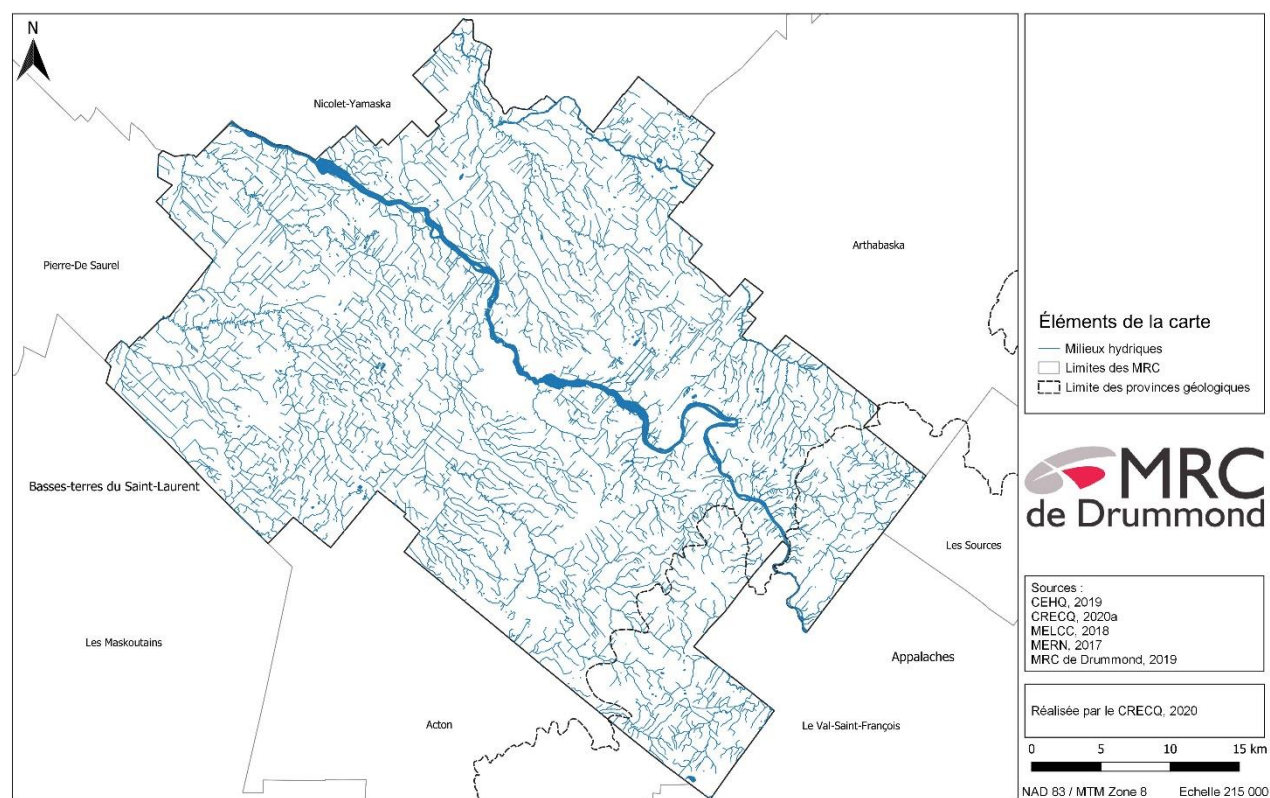 N
Nicolet-Yamaska
Arthabaska
Pierre-De Saurel
Basses-terres du Saint-Laurent
Les Sources
Les Maskoutains
Appalaches
Acton
Le Val-Saint-François
Éléments de la carte
Milieux hydriques
Limites des MRC
Limite des provinces géologiques
MRC
de Drummond
Sources :
CEHQ, 2019
CRECQ, 2020a
MELCC, 2018
MERN, 2017
MRC de Drummond, 2019
Réalisée par le CRECQ, 2020
0 5 10 15 km
NAD 83 / MTM Zone 8 Echelle 215 000